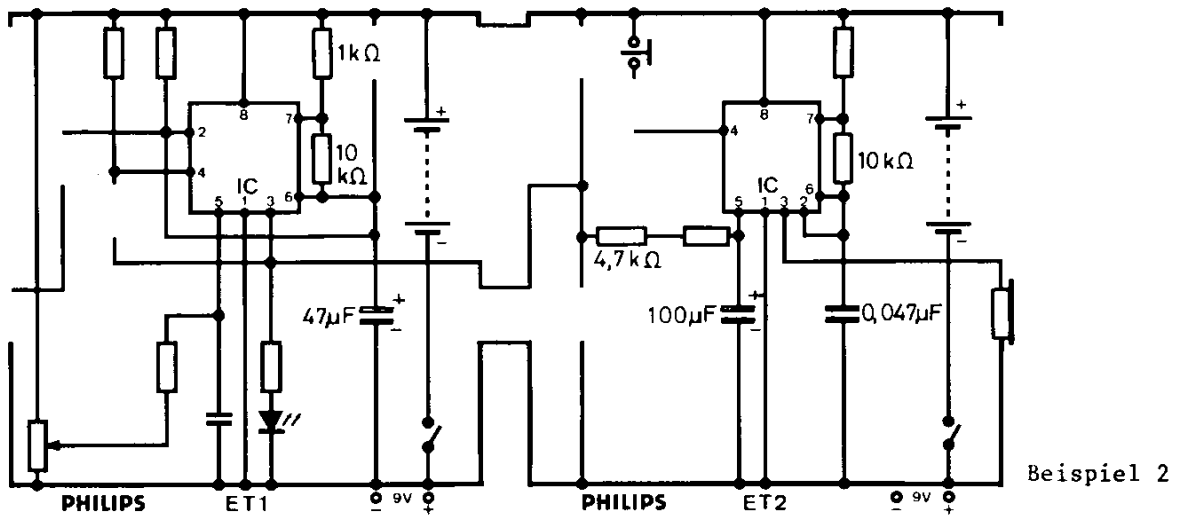 1kΩ
8
7
2
10
kΩ
4
IC
6
5 1 3
+
-
47µF
+
-
PHILIPS
ET1
- 9V +
8
7
4
10kΩ
IC
6
5 1 3 2
+
-
4,7kΩ
100µF
+
-
0,047µF
PHILIPS
ET2
- 9V +
Beispiel 2